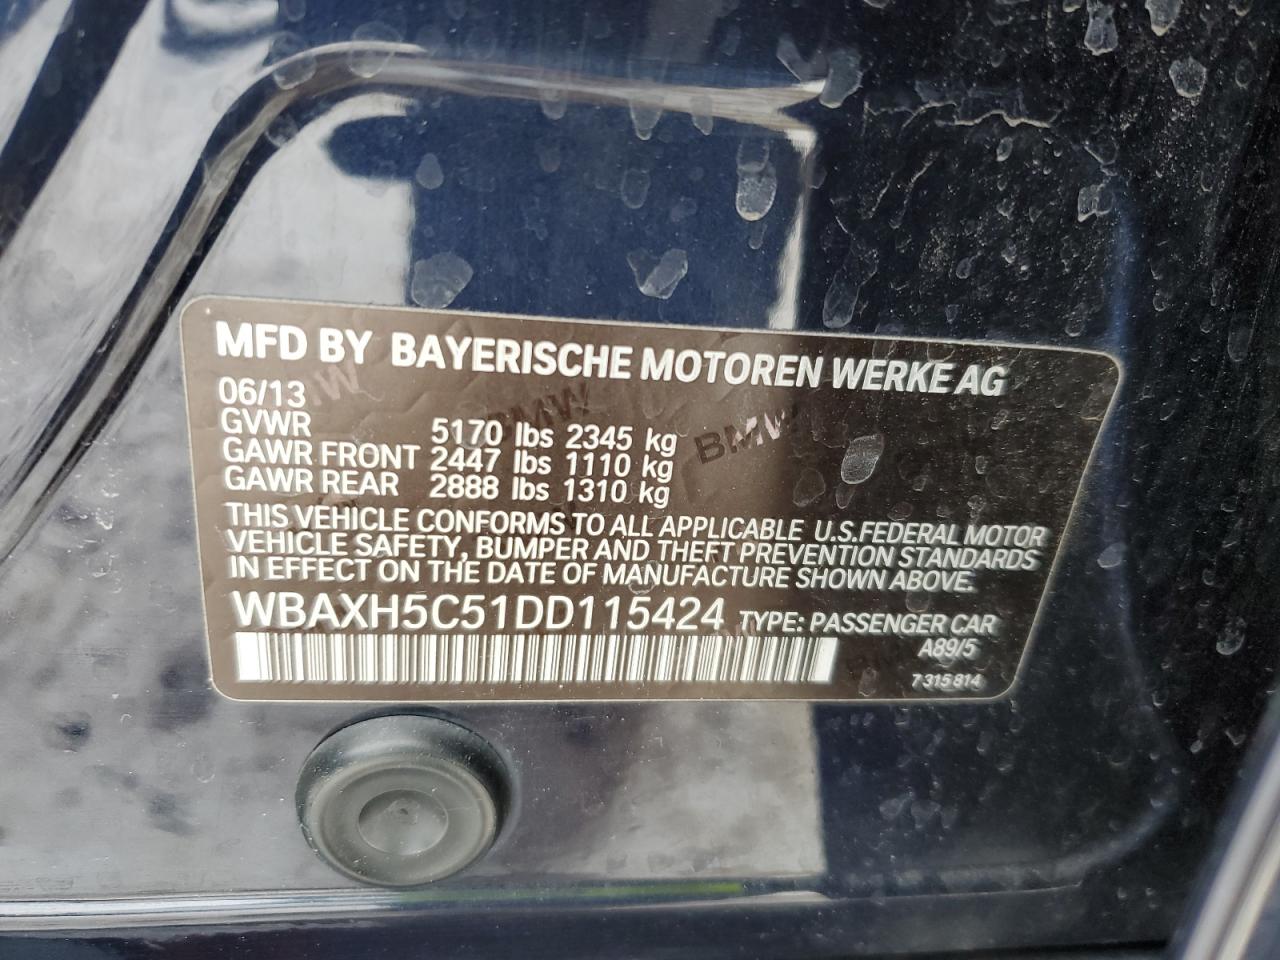 MFD BY BAYERISCHE MOTOREN WERKE AG
06/13
GVWR 5170 lbs 2345 kg
GAWR FRONT 2447 lbs 1110 kg
GAWR REAR 2888 lbs 1310 kg
BMW BMW
THIS VEHICLE CONFORMS TO ALL APPLICABLE U.S.FEDERAL MOTOR
VEHICLE SAFETY, BUMPER AND THEFT PREVENTION STANDARDS
IN EFFECT ON THE DATE OF MANUFACTURE SHOWN ABOVE.
WBAXH5C51DD115424 TYPE: PASSENGER CAR
A89/5
7 315 814